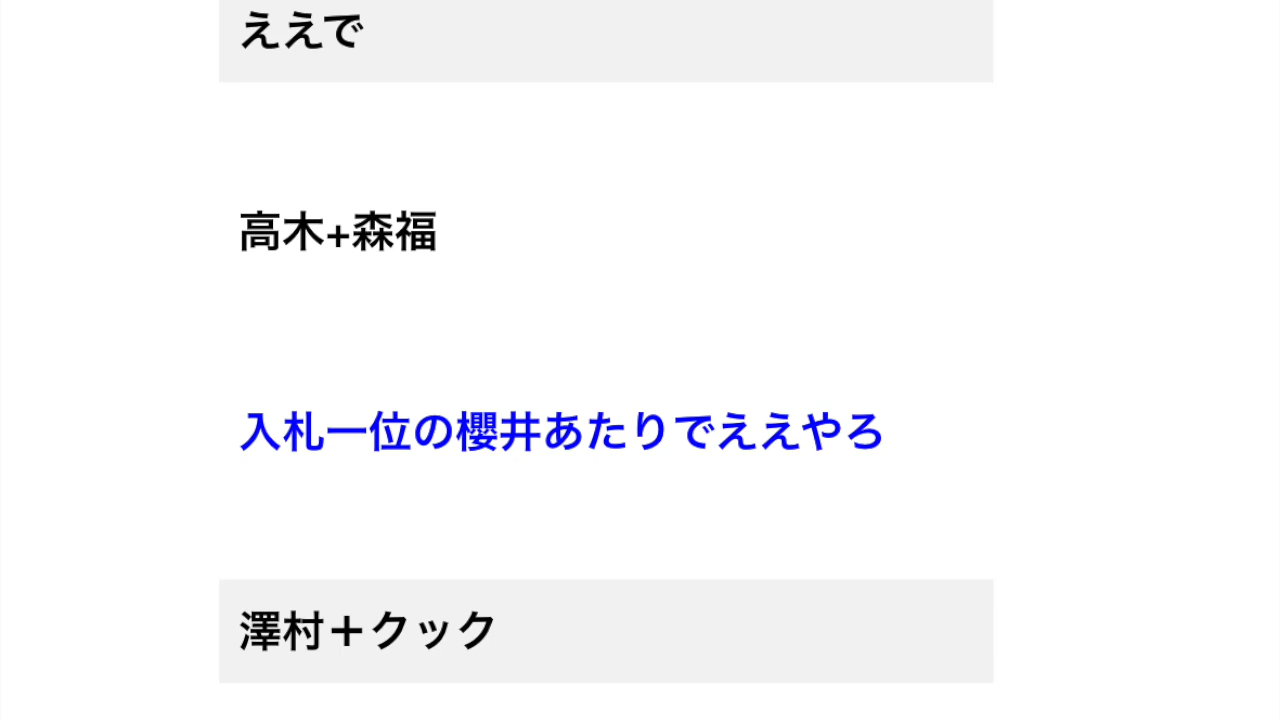 ええで
高木+森福
入札一位の櫻井あたりでええやろ
澤村＋クック